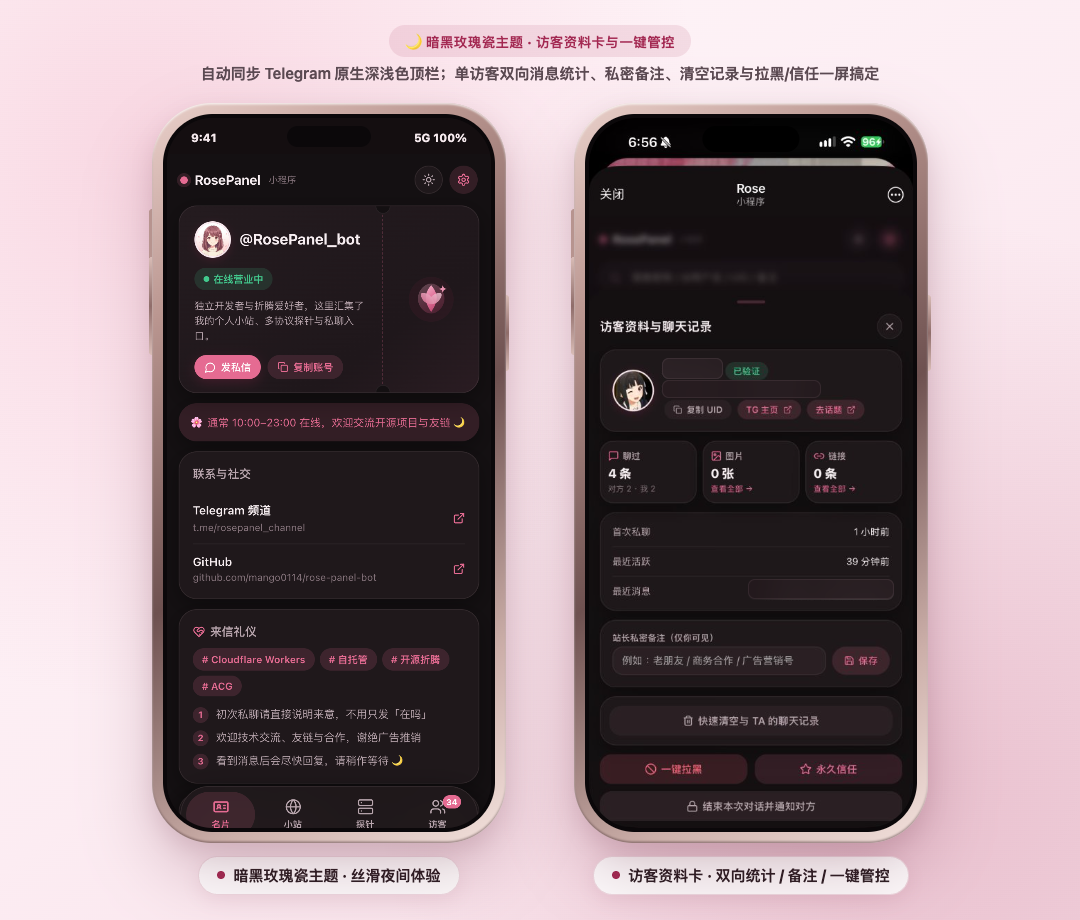 🌙 暗黑玫瑰瓷主题 · 访客资料卡与一键管控
自动同步 Telegram 原生深浅色顶栏；单访客双向消息统计、私密备注、清空记录与拉黑/信任一屏搞定
9:41
5G 100%
RosePanel 小程序
@RosePanel_bot
在线营业中
独立开发者与折腾爱好者，这里汇集了
我的个人小站、多协议探针与私聊入
口。
发私信
复制账号
🌸 通常 10:00–23:00 在线，欢迎交流开源项目与友链 🌙
联系与社交
Telegram 频道
t.me/rosepanel_channel
GitHub
github.com/mango0114/rose-panel-bot
来信礼仪
# Cloudflare Workers
# 自托管
# 开源折腾
# ACG
1 初次私聊请直接说明来意，不用只发「在吗」
2 欢迎技术交流、友链与合作，谢绝广告推销
3 看到消息后会尽快回复，请稍作等待 🌙
名片
小站
探针
访客
34
暗黑玫瑰瓷主题 · 丝滑夜间体验
6:56
96
关闭
Rose
小程序
RosePanel
访客资料与聊天记录
已验证
复制 UID
TG 主页
去话题
聊过
4 条
对方 2 · 我 2
图片
0 张
查看全部 →
链接
0 条
查看全部 →
首次私聊
1 小时前
最近活跃
39 分钟前
最近消息
站长私密备注（仅你可见）
例如：老朋友 / 商务合作 / 广告营销号
保存
快速清空与 TA 的聊天记录
一键拉黑
永久信任
结束本次对话并通知对方
访客资料卡 · 双向统计 / 备注 / 一键管控